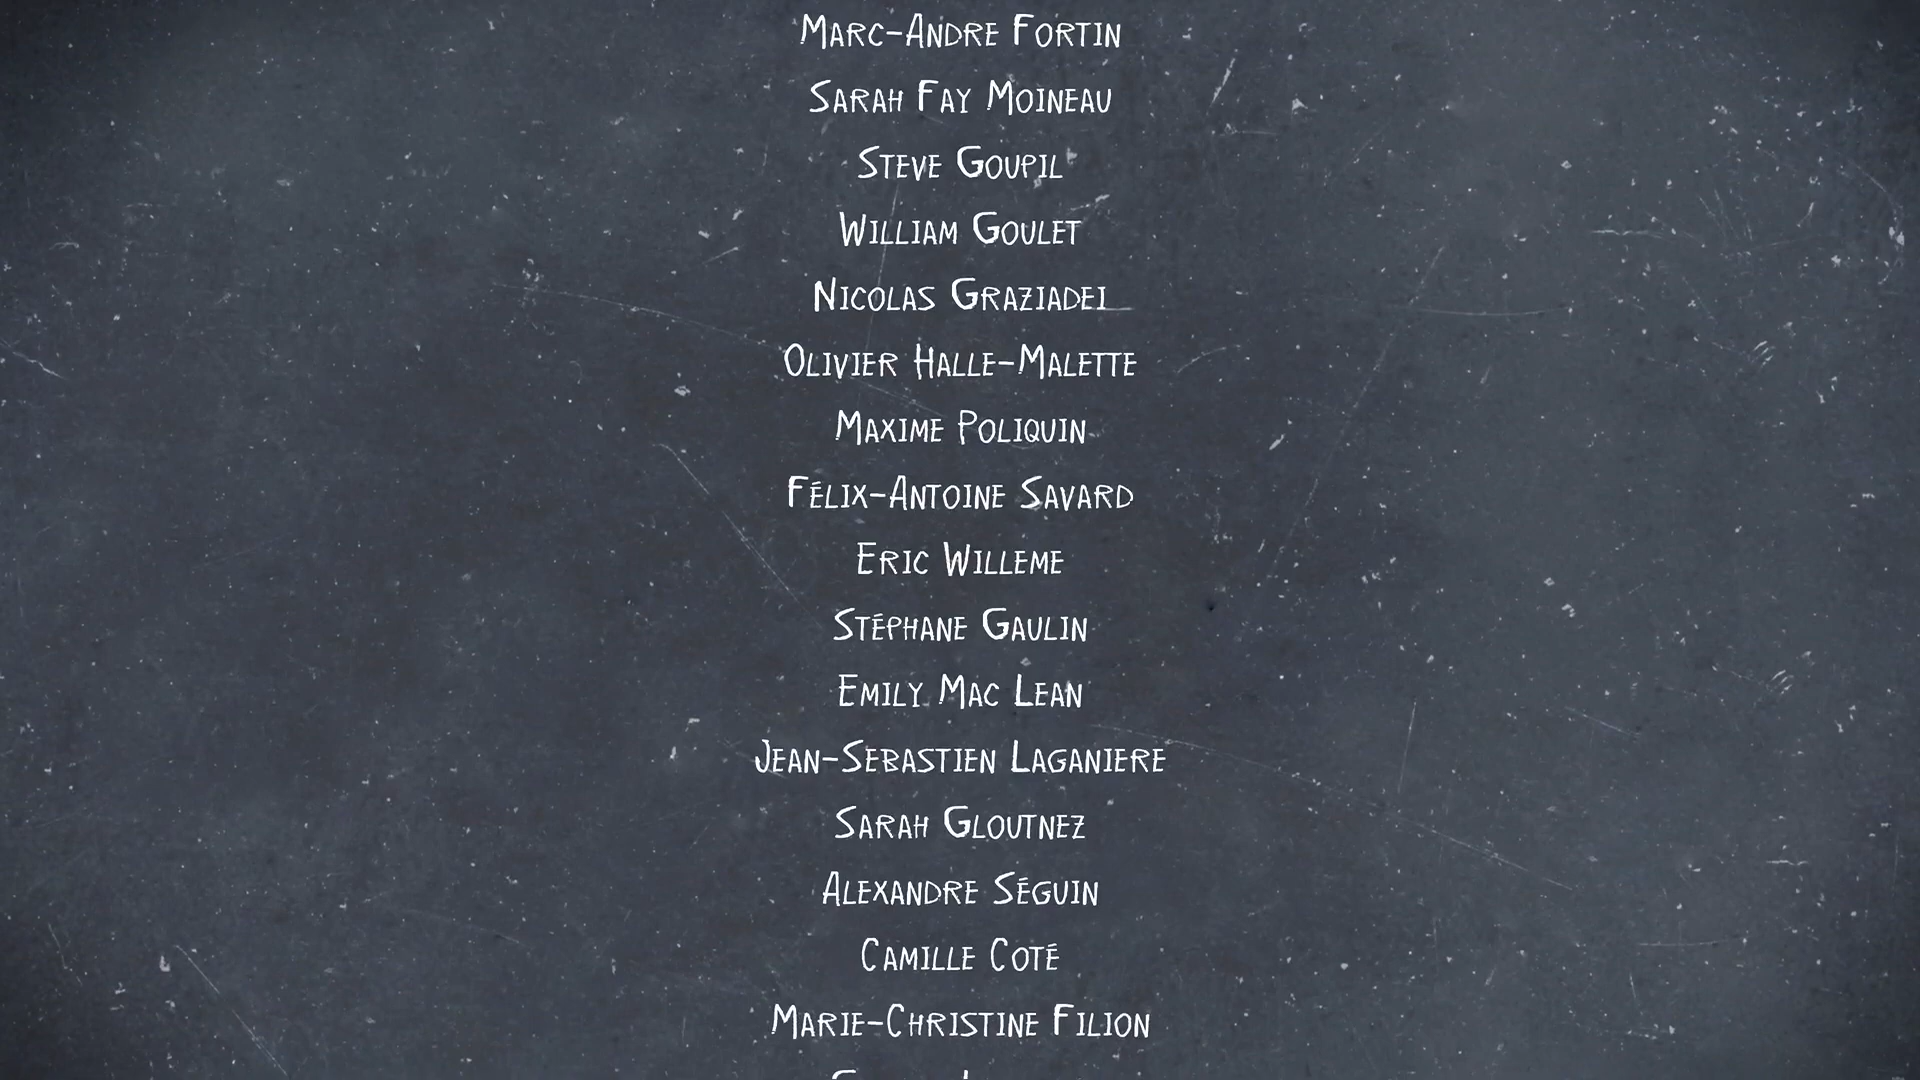 Marc-Andre Fortin
Sarah Fay Moineau
Steve Goupil
William Goulet
Nicolas Graziadei
Olivier Halle-Malette
Maxime Poliquin
Félix-Antoine Savard
Eric Willeme
Stéphane Gaulin
Emily Mac Lean
Jean-Sebastien Laganiere
Sarah Gloutnez
Alexandre Séguin
Camille Coté
Marie-Christine Filion